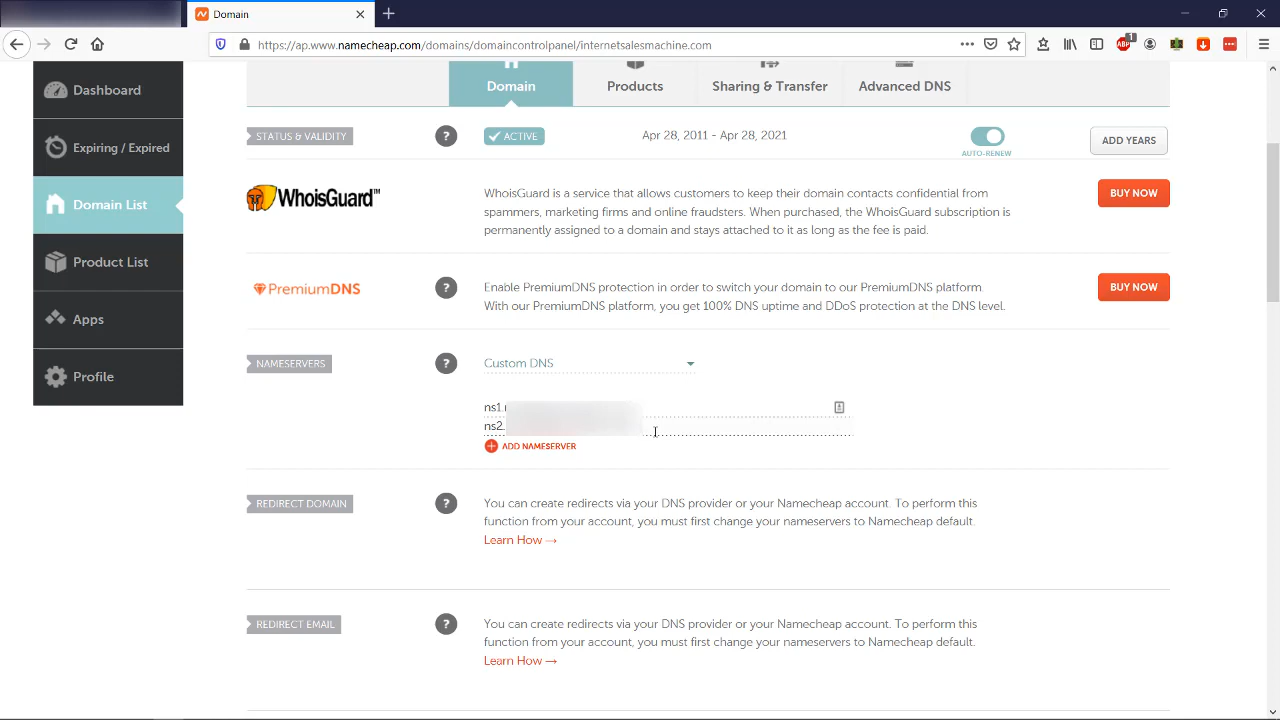 Domain
https://ap.www.namecheap.com/domains/domaincontrolpanel/internetsalesmachine.com
ABP
1
Dashboard
Expiring / Expired
Domain List
Product List
Apps
Profile
Domain
Products
Sharing & Transfer
Advanced DNS
STATUS & VALIDITY
?
ACTIVE
Apr 28, 2011 - Apr 28, 2021
AUTO-RENEW
ADD YEARS
WhoisGuard™
WhoisGuard is a service that allows customers to keep their domain contacts confidential from
spammers, marketing firms and online fraudsters. When purchased, the WhoisGuard subscription is
permanently assigned to a domain and stays attached to it as long as the fee is paid.
BUY NOW
PremiumDNS
?
Enable PremiumDNS protection in order to switch your domain to our PremiumDNS platform.
With our PremiumDNS platform, you get 100% DNS uptime and DDoS protection at the DNS level.
BUY NOW
NAMESERVERS
?
Custom DNS
ns1.
ns2.
ADD NAMESERVER
REDIRECT DOMAIN
?
You can create redirects via your DNS provider or your Namecheap account. To perform this
function from your account, you must first change your nameservers to Namecheap default.
Learn How →
REDIRECT EMAIL
?
You can create redirects via your DNS provider or your Namecheap account. To perform this
function from your account, you must first change your nameservers to Namecheap default.
Learn How →